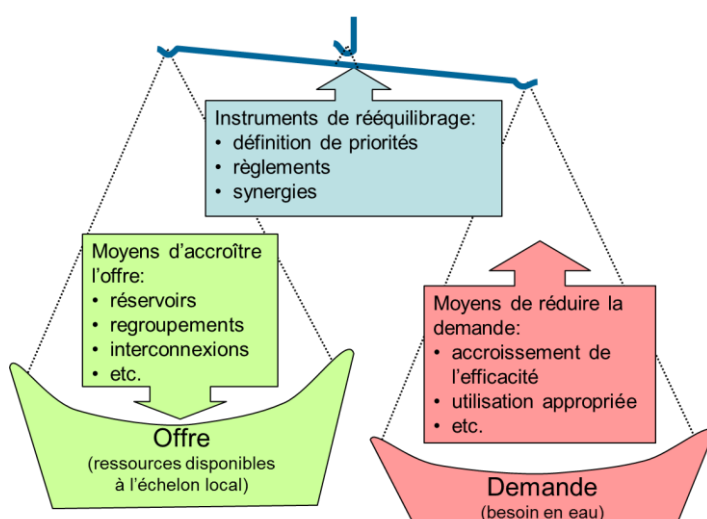 Instruments de rééquilibrage:
• définition de priorités
• règlements
• synergies
Moyens d’accroître
l’offre:
• réservoirs
• regroupements
• interconnexions
• etc.
Offre
(ressources disponibles
à l’échelon local)
Moyens de réduire la
demande:
• accroissement de
l’efficacité
• utilisation appropriée
• etc.
Demande
(besoin en eau)